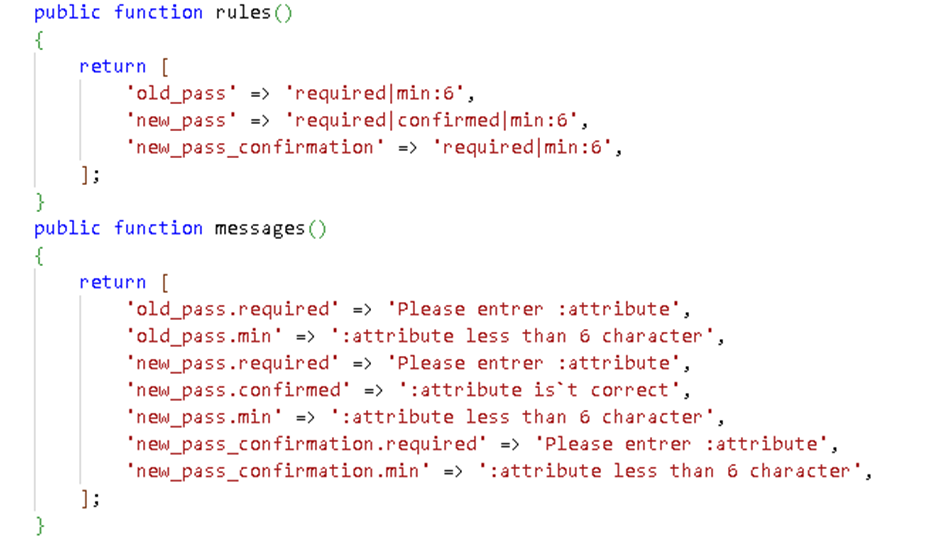 public function rules()
{
    return [
        'old_pass' => 'required|min:6',
        'new_pass' => 'required|confirmed|min:6',
        'new_pass_confirmation' => 'required|min:6',
    ];
}
public function messages()
{
    return [
        'old_pass.required' => 'Please entrer :attribute',
        'old_pass.min' => ':attribute less than 6 character',
        'new_pass.required' => 'Please entrer :attribute',
        'new_pass.confirmed' => ':attribute is`t correct',
        'new_pass.min' => ':attribute less than 6 character',
        'new_pass_confirmation.required' => 'Please entrer :attribute',
        'new_pass_confirmation.min' => ':attribute less than 6 character',
    ];
}